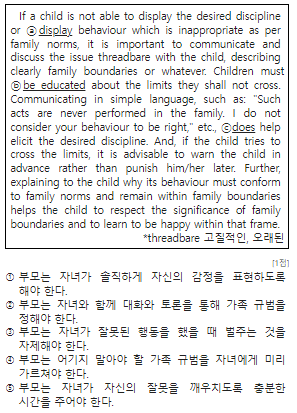 If a child is not able to display the desired discipline
or ⓐdisplay behaviour which is inappropriate as per
family norms, it is important to communicate and
discuss the issue threadbare with the child, describing
clearly family boundaries or whatever. Children must
ⓑbe educated about the limits they shall not cross.
Communicating in simple language, such as: "Such
acts are never performed in the family. I do not
consider your behaviour to be right," etc., ⓒdoes help
elicit the desired discipline. And, if the child tries to
cross the limits, it is advisable to warn the child in
advance rather than punish him/her later. Further,
explaining to the child why its behaviour must conform
to family norms and remain within family boundaries
helps the child to respect the significance of family
boundaries and to learn to be happy within that frame.
*threadbare 고질적인, 오래된
[1전]
① 부모는 자녀가 솔직하게 자신의 감정을 표현하도록
해야 한다.
② 부모는 자녀와 함께 대화와 토론을 통해 가족 규범을
정해야 한다.
③ 부모는 자녀가 잘못된 행동을 했을 때 벌주는 것을
자제해야 한다.
④ 부모는 어기지 말아야 할 가족 규범을 자녀에게 미리
가르쳐야 한다.
⑤ 부모는 자녀가 자신의 잘못을 깨우치도록 충분한
시간을 주어야 한다.